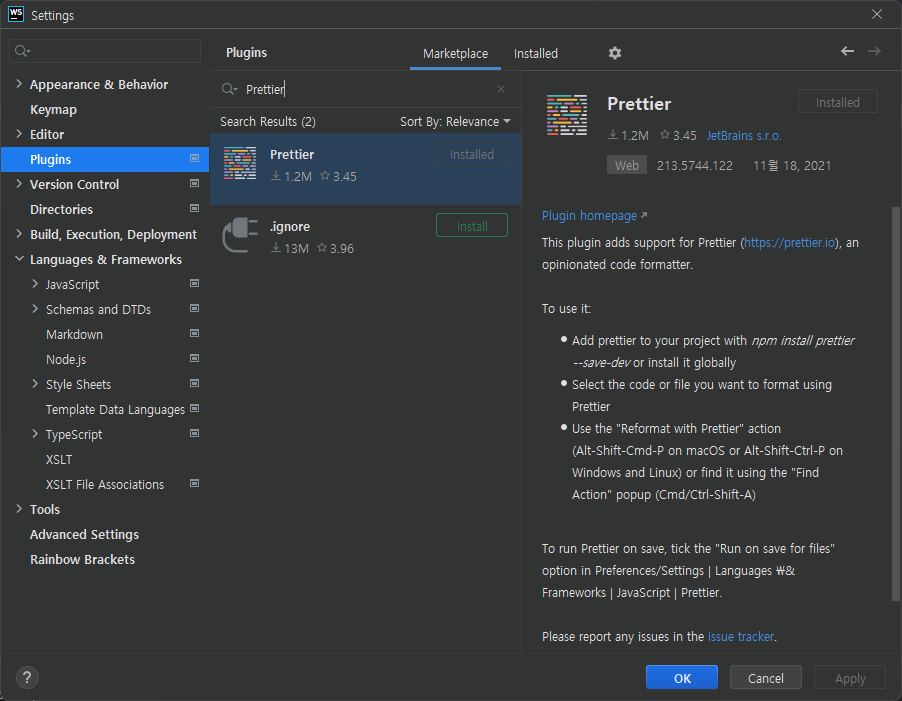 WS
Settings
Plugins
Marketplace
Installed
Appearance & Behavior
Keymap
Editor
Plugins
Version Control
Directories
Build, Execution, Deployment
Languages & Frameworks
JavaScript
Schemas and DTDs
Markdown
Node.js
Style Sheets
Template Data Languages
TypeScript
XSLT
XSLT File Associations
Tools
Advanced Settings
Rainbow Brackets
Prettier
Search Results (2)
Sort By: Relevance
Prettier
Installed
1.2M 3.45
.ignore
Install
13M 3.96
Prettier
Installed
1.2M 3.45 JetBrains s.r.o.
Web 213.5744.122 11월 18, 2021
Plugin homepage ↗
This plugin adds support for Prettier (https://prettier.io), an
opinionated code formatter.
To use it:
• Add prettier to your project with npm install prettier
--save-dev or install it globally
• Select the code or file you want to format using
Prettier
• Use the "Reformat with Prettier" action
(Alt-Shift-Cmd-P on macOS or Alt-Shift-Ctrl-P on
Windows and Linux) or find it using the "Find
Action" popup (Cmd/Ctrl-Shift-A)
To run Prettier on save, tick the "Run on save for files"
option in Preferences/Settings | Languages ₩&
Frameworks | JavaScript | Prettier.
Please report any issues in the issue tracker.
?
OK
Cancel
Apply